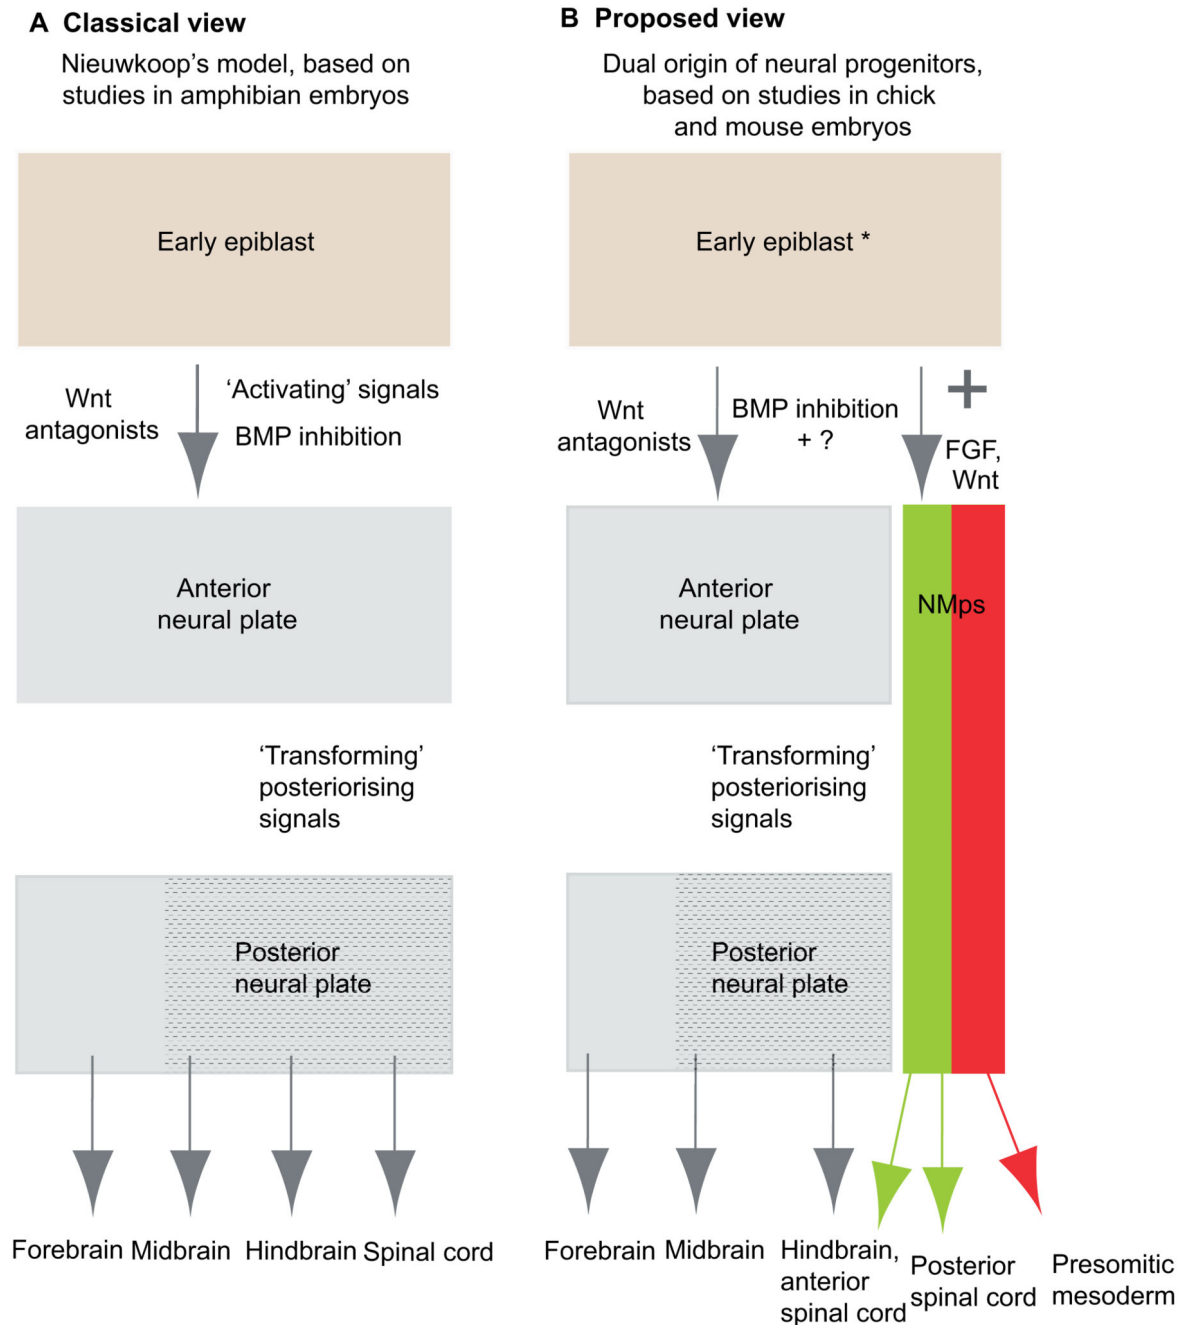 A Classical view
Nieuwkoop's model, based on
studies in amphibian embryos
Early epiblast
Wnt
antagonists
‘Activating’ signals
BMP inhibition
Anterior
neural plate
‘Transforming’
posteriorising
signals
Posterior
neural plate
Forebrain
Midbrain
Hindbrain
Spinal cord
B Proposed view
Dual origin of neural progenitors,
based on studies in chick
and mouse embryos
Early epiblast *
Wnt
antagonists
BMP inhibition
+ ?
+
FGF,
Wnt
Anterior
neural plate
NMps
‘Transforming’
posteriorising
signals
Posterior
neural plate
Forebrain
Midbrain
Hindbrain,
anterior
spinal cord
Posterior
spinal cord
Presomitic
mesoderm